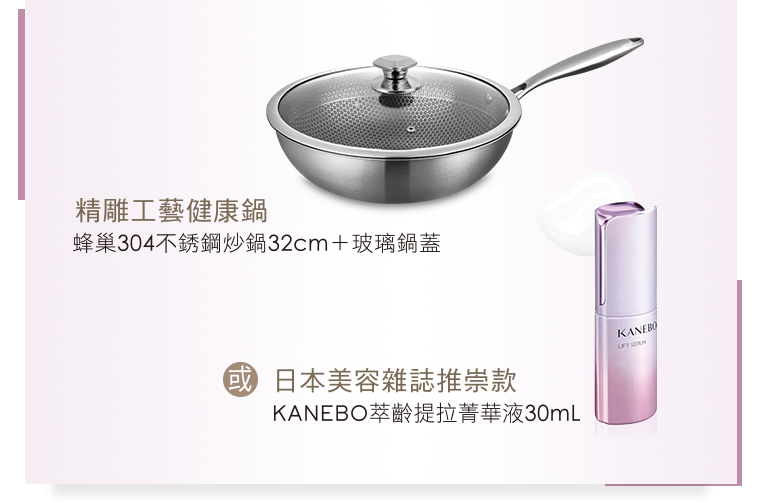 精雕工藝健康鍋
蜂巢304不銹鋼炒鍋32cm＋玻璃鍋蓋
KANEBO
LIFT SERUM
或 日本美容雜誌推崇款
KANEBO萃齡提拉菁華液30mL